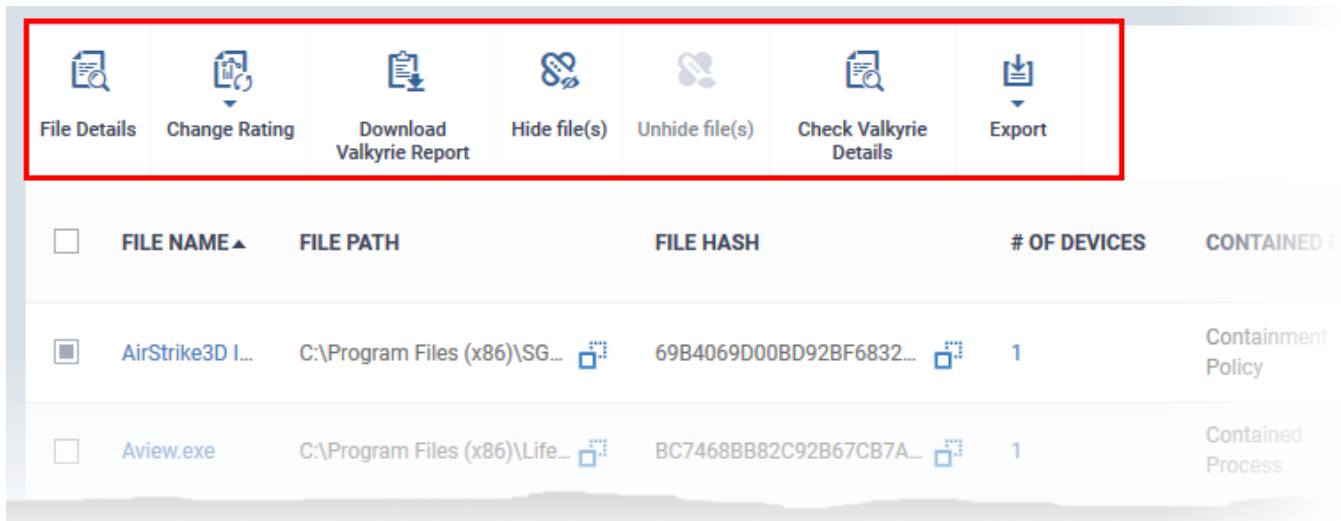 File Details Change Rating Download Valkyrie Report Hide file(s) Unhide file(s) Check Valkyrie Details Export
FILE NAME FILE PATH FILE HASH # OF DEVICES CONTAINED
AirStrike3D I... C:\Program Files (x86)\SG... 69B4069D00BD92BF6832... 1 Containment Policy
Aview.exe C:\Program Files (x86)\Life... BC7468BB82C92B67CB7A... 1 Contained Process